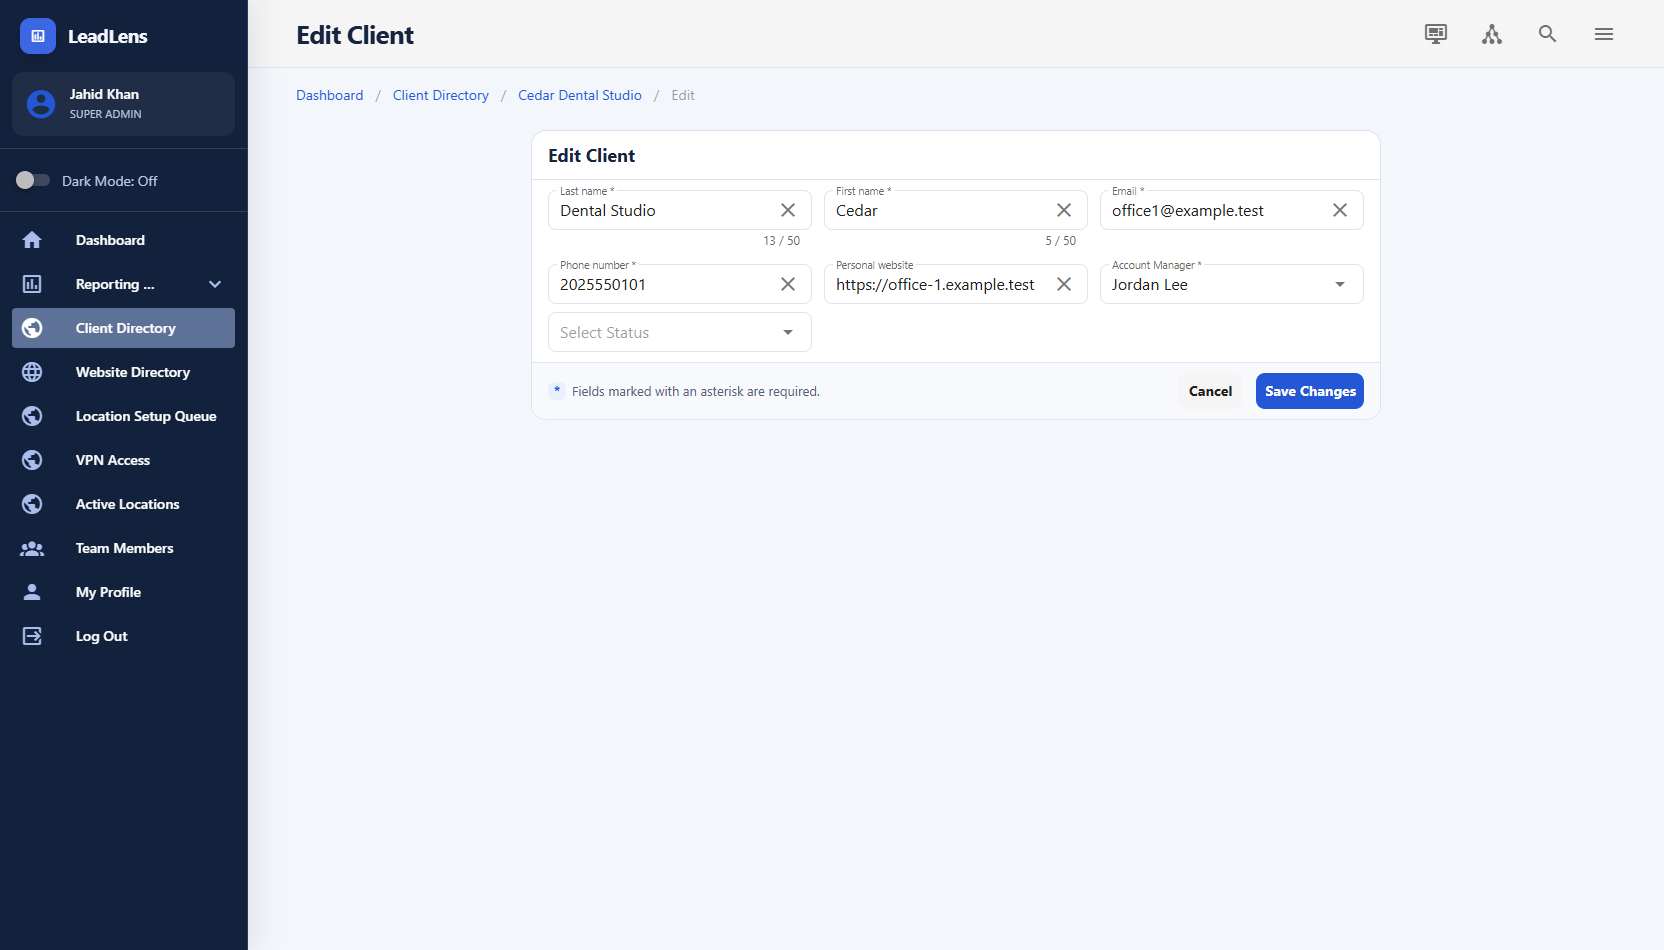 LeadLens
Jahid Khan
SUPER ADMIN
Dark Mode: Off
Dashboard
Reporting ...
Client Directory
Website Directory
Location Setup Queue
VPN Access
Active Locations
Team Members
My Profile
Log Out
Edit Client
Dashboard / Client Directory / Cedar Dental Studio / Edit
Edit Client
Last name *
Dental Studio
13 / 50
First name *
Cedar
5 / 50
Email *
office1@example.test
Phone number *
2025550101
Personal website
https://office-1.example.test
Account Manager *
Jordan Lee
Select Status
* Fields marked with an asterisk are required.
Cancel
Save Changes